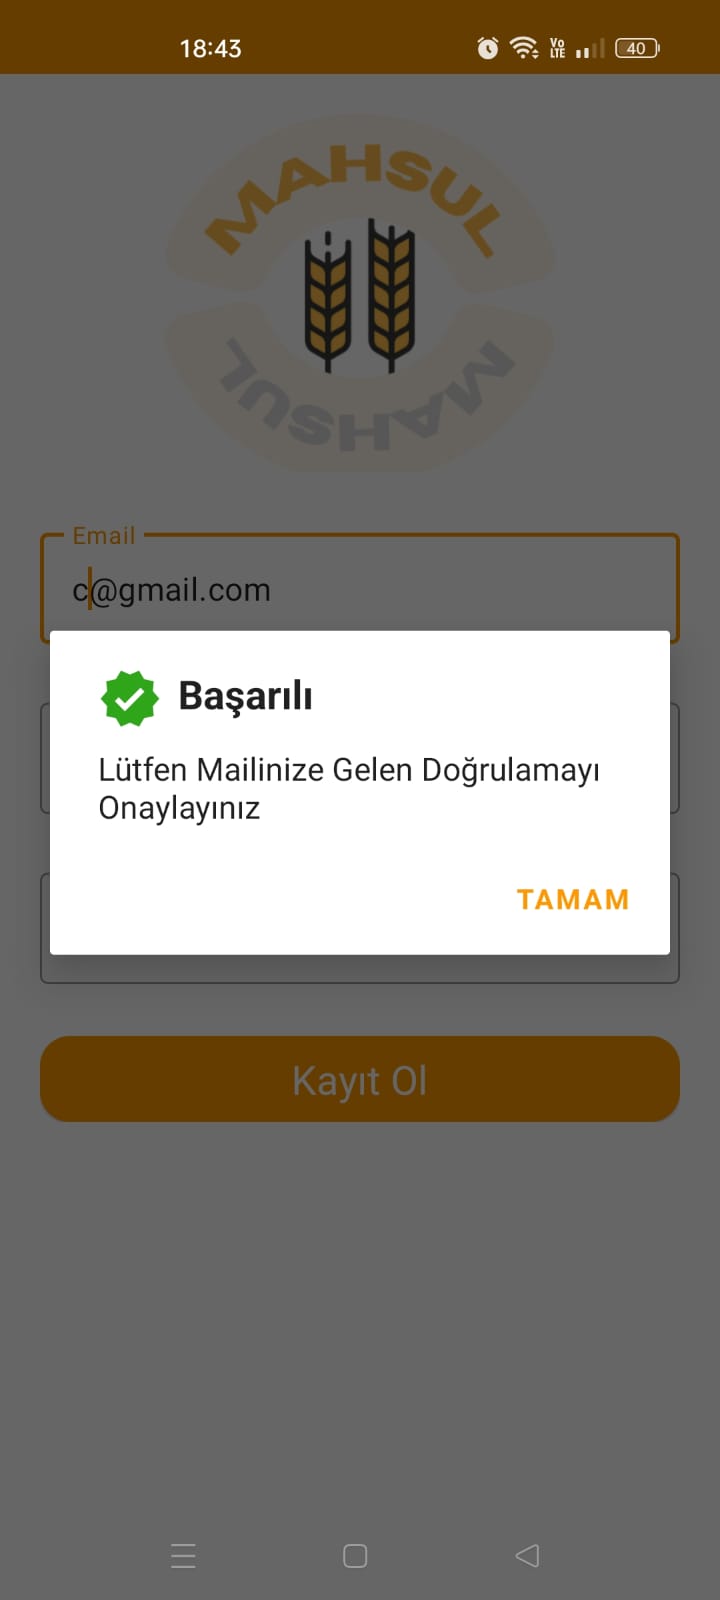 18:43
Vo
LTE
40
MAHSUL
MAHSUL
Email
c@gmail.com
Başarılı
Lütfen Mailinize Gelen Doğrulamayı
Onaylayınız
TAMAM
Kayıt Ol